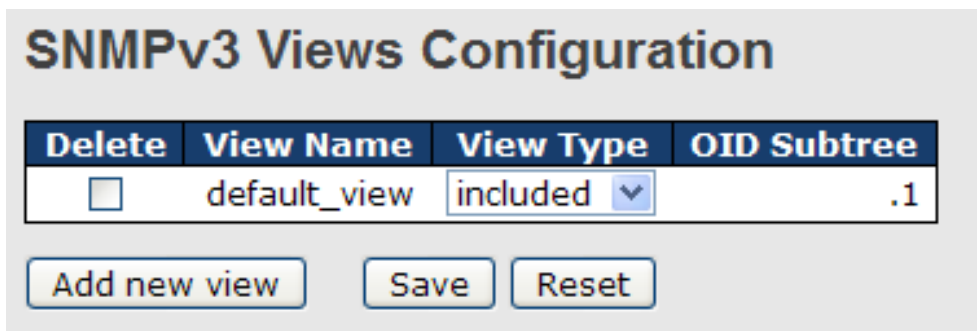 SNMPv3 Views Configuration
Delete View Name View Type OID Subtree
default_view included .1
Add new view Save Reset